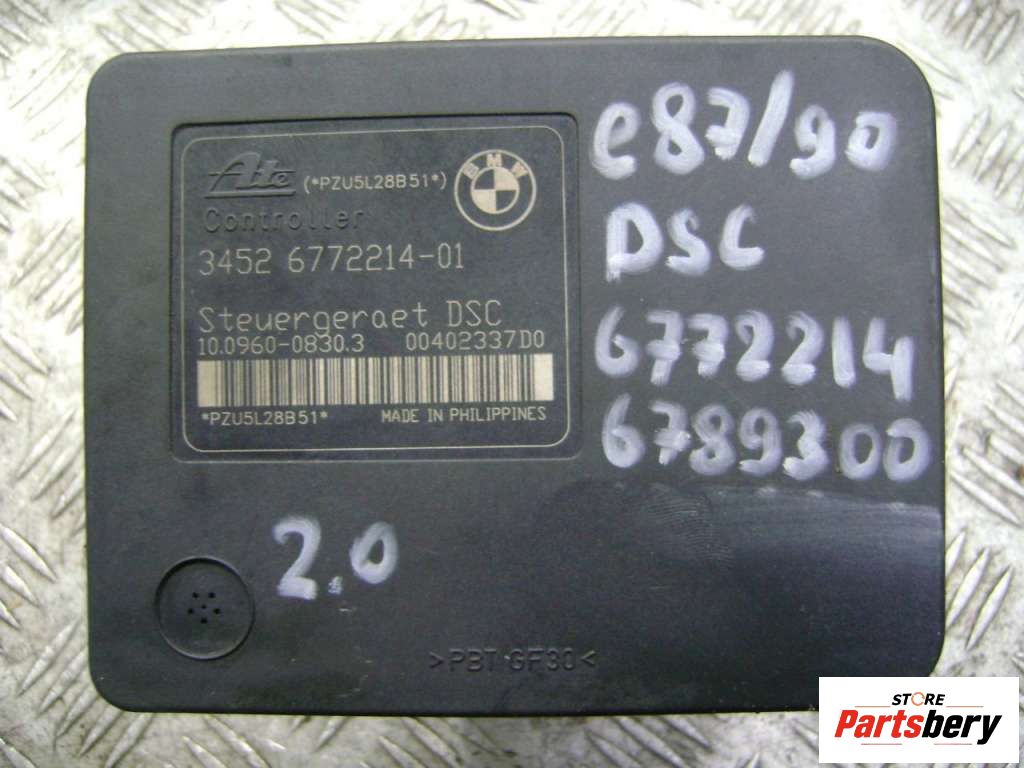 Ate (*PZU5L28B51*)
BMW
Controller
3452 6772214-01
Steuergeraet DSC
10.0960-0830.3 00402337D0
*PZU5L28B51* MADE IN PHILIPPINES
e87/90
DSC
6772214
6789300
2.0
>PBT GF30<
STORE
Partsbery